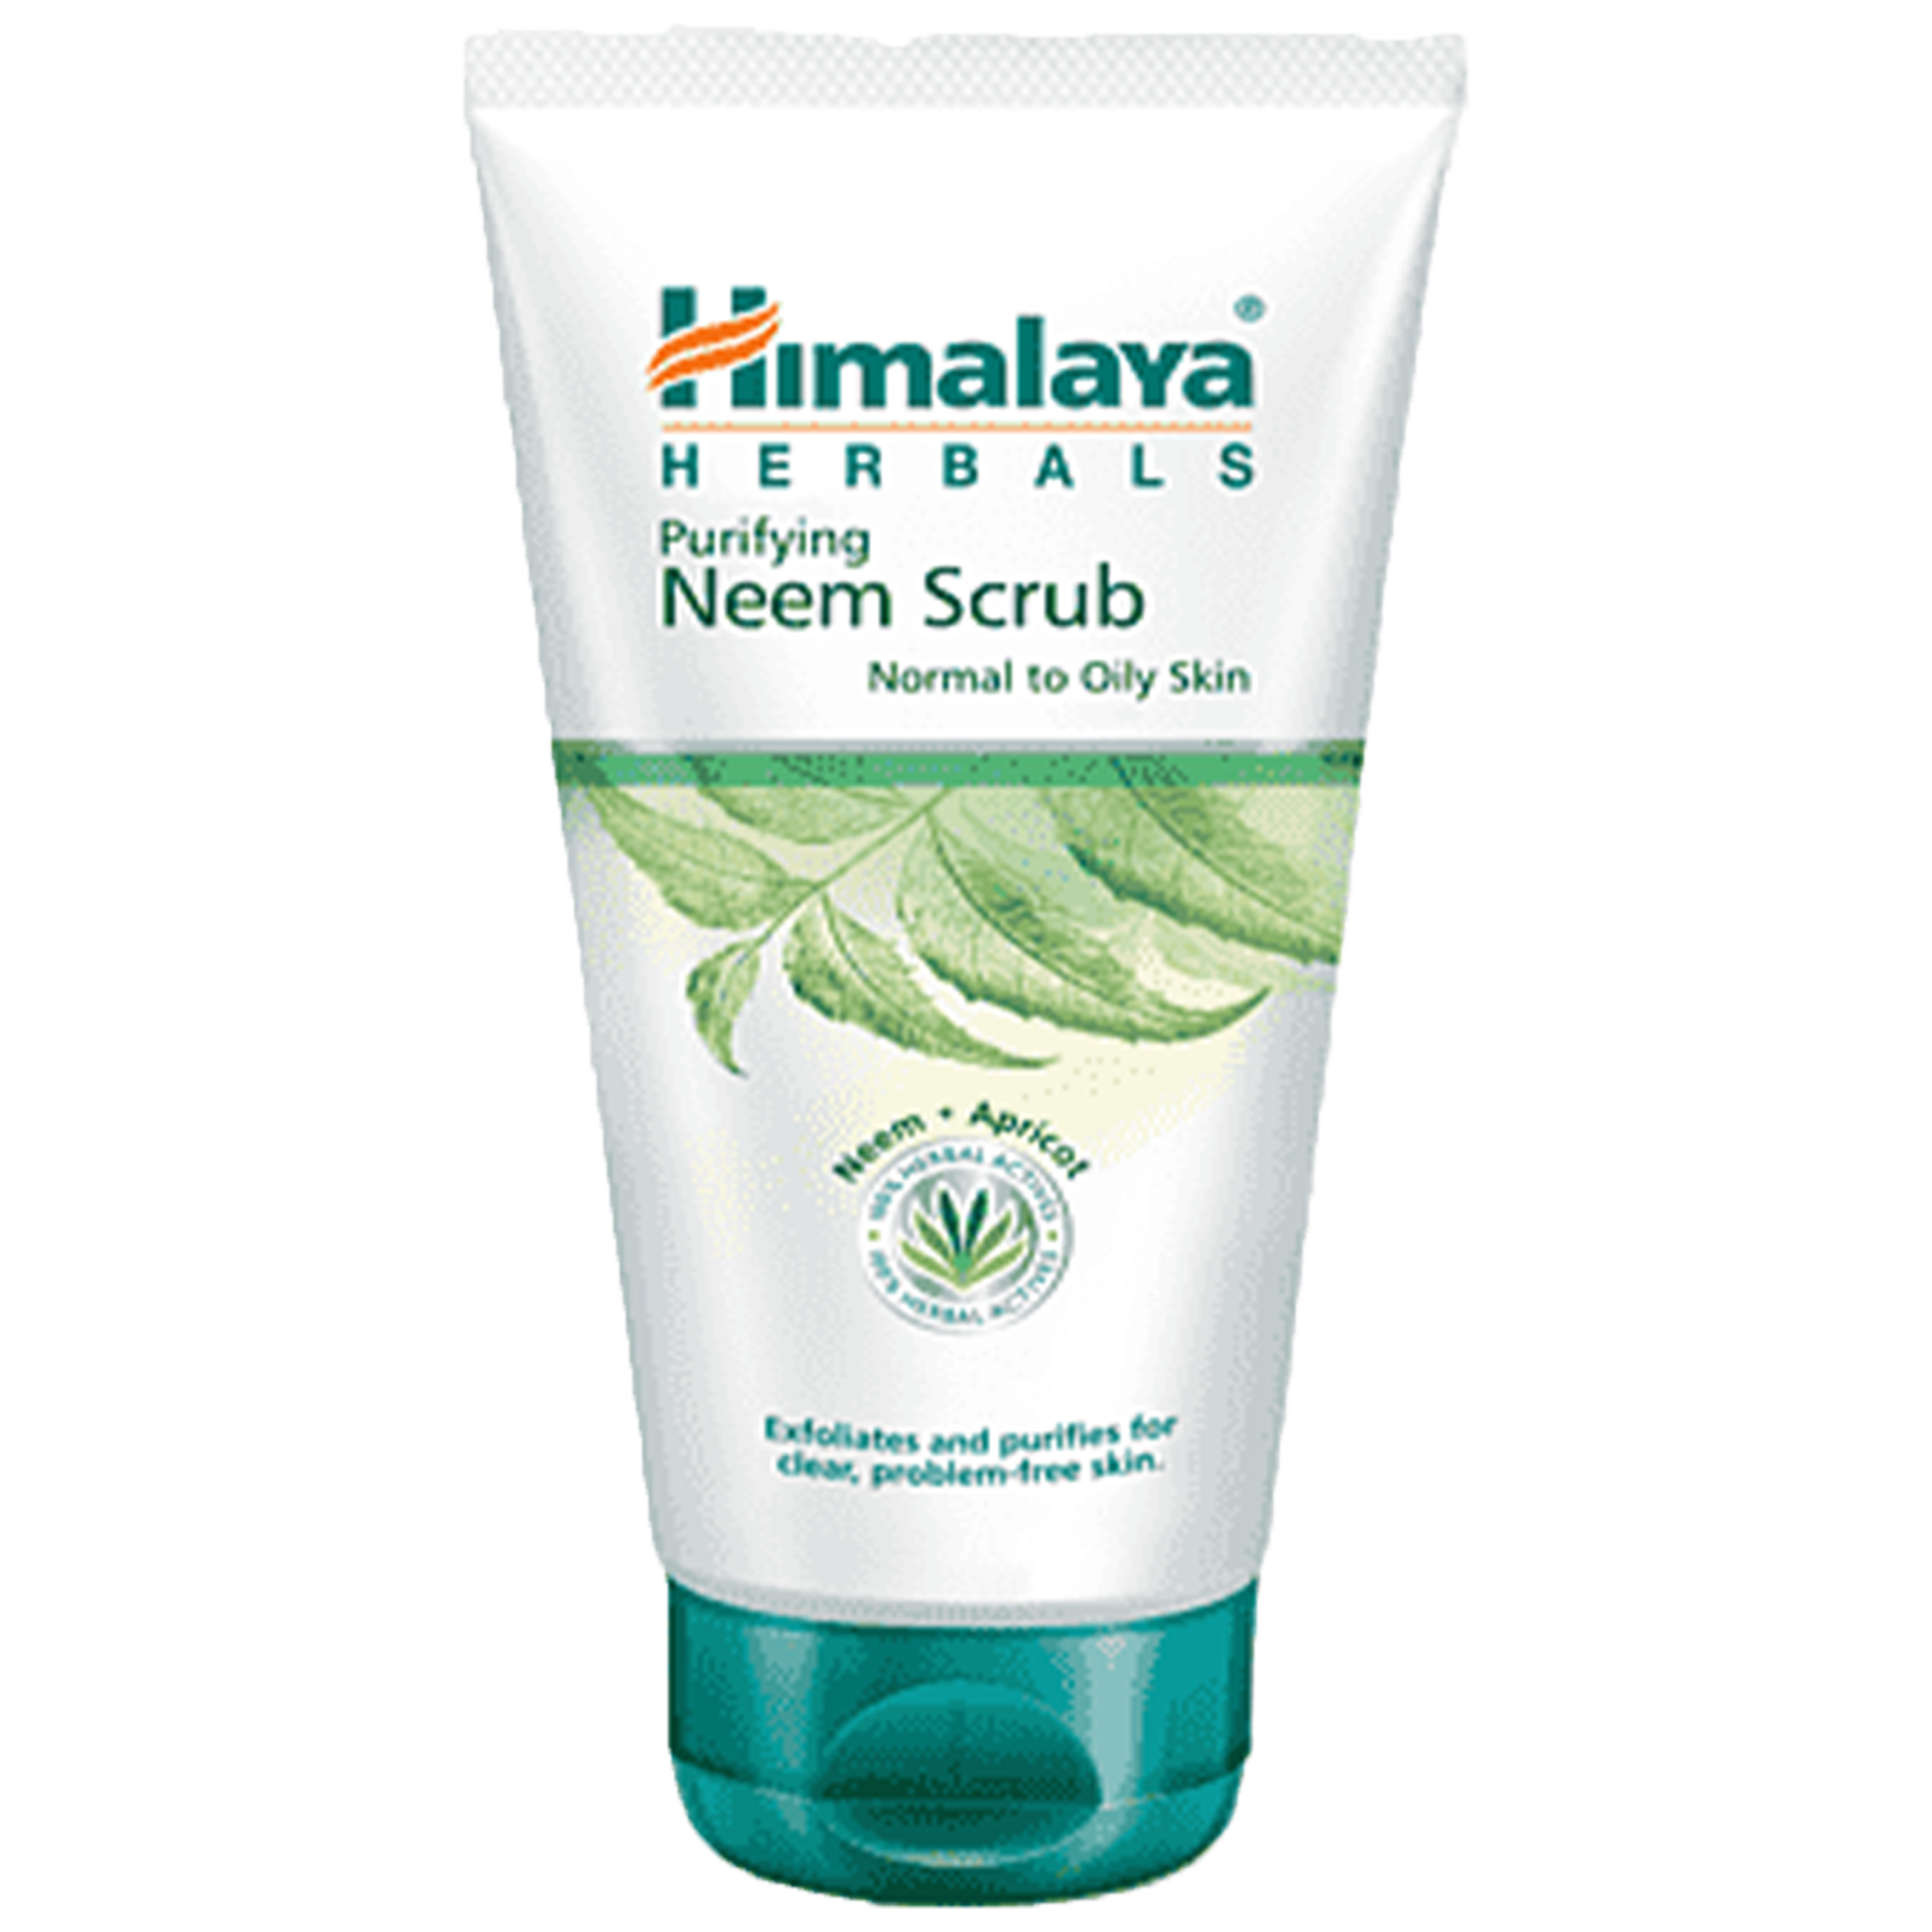 Himalaya®
HERBALS
Purifying
Neem Scrub
Normal to Oily Skin
Neem • Apricot
100% HERBAL ACTIVES • 100% HERBAL ACTIVES •
Exfoliates and purifies for
clear, problem-free skin.